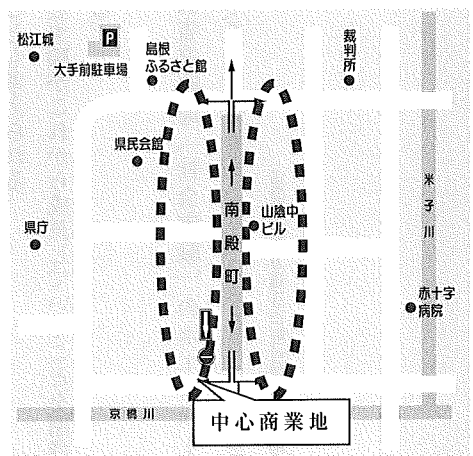 松江城
P
大手前駐車場
島根
ふるさと館
裁判所
県民会館
米子川
南殿町
山陰中
ビル
県庁
赤十字
病院
京橋川
中心商業地